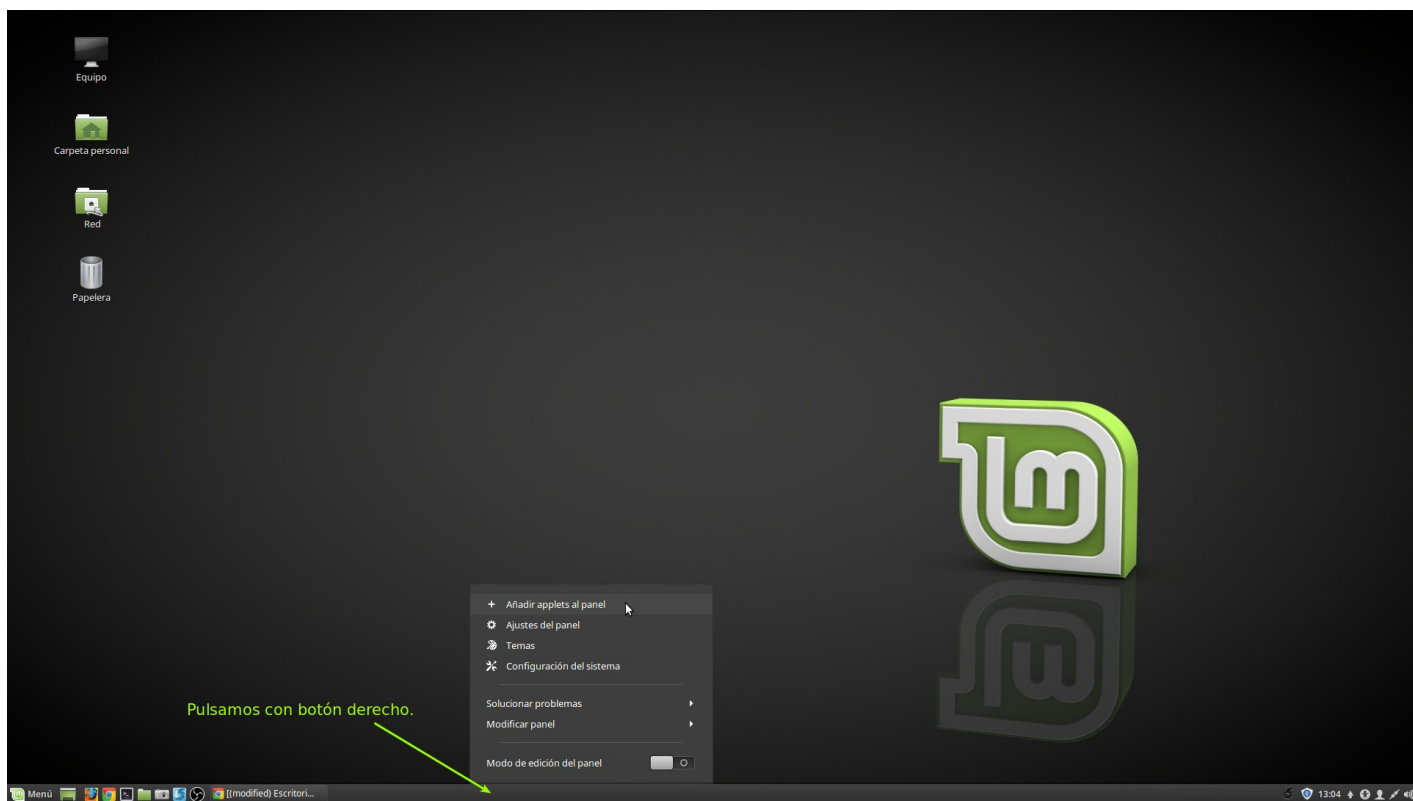 Equipo
Carpeta personal
Red
Papelera
Añadir applets al panel
Ajustes del panel
Temas
Configuración del sistema
Solucionar problemas
Modificar panel
Modo de edición del panel
Pulsamos con botón derecho.
Menú
[(modified) Escritori...
13:04